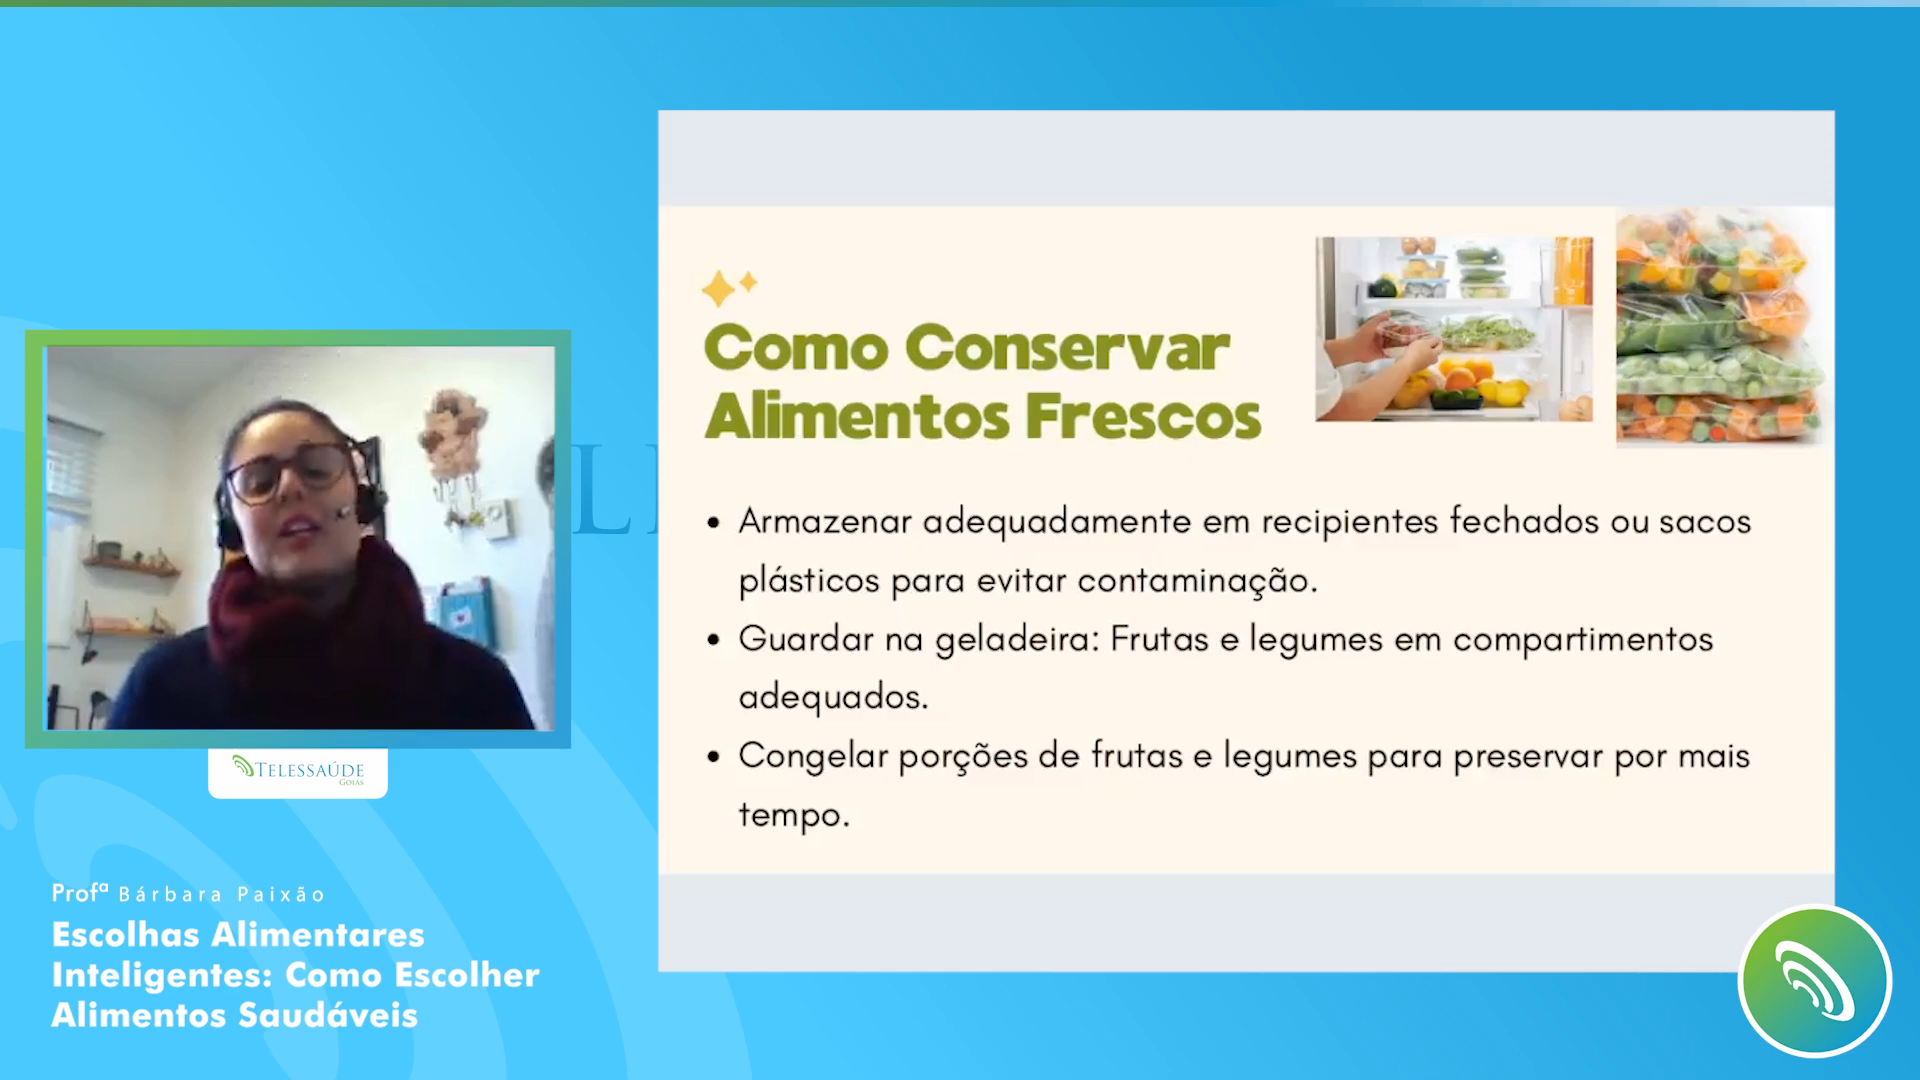 Como Conservar
Alimentos Frescos
• Armazenar adequadamente em recipientes fechados ou sacos
plásticos para evitar contaminação.
• Guardar na geladeira: Frutas e legumes em compartimentos
adequados.
• Congelar porções de frutas e legumes para preservar por mais
tempo.
TELESSAÚDE
GOIÁS
Profª Bárbara Paixão
Escolhas Alimentares
Inteligentes: Como Escolher
Alimentos Saudáveis